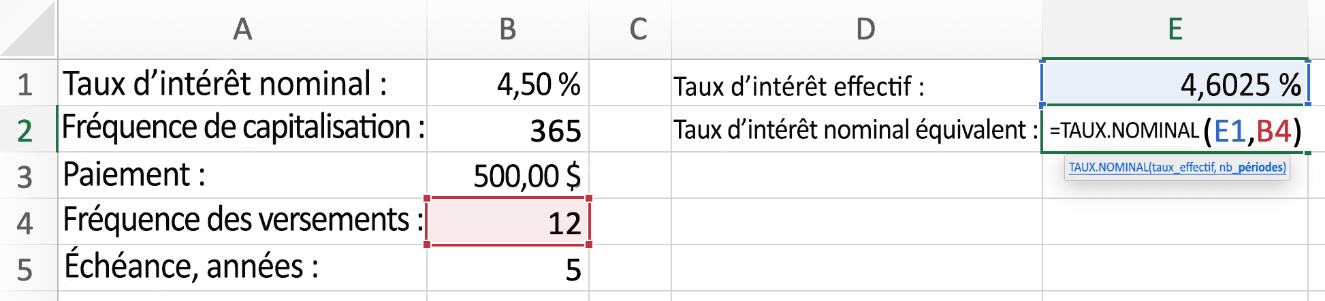 A B C D E
1 Taux d’intérêt nominal : 4,50 % Taux d’intérêt effectif : 4,6025 %
2 Fréquence de capitalisation : 365 Taux d’intérêt nominal équivalent : =TAUX.NOMINAL(E1,B4)
TAUX.NOMINAL(taux_effectif, nb_périodes)
3 Paiement : 500,00 $
4 Fréquence des versements : 12
5 Échéance, années : 5